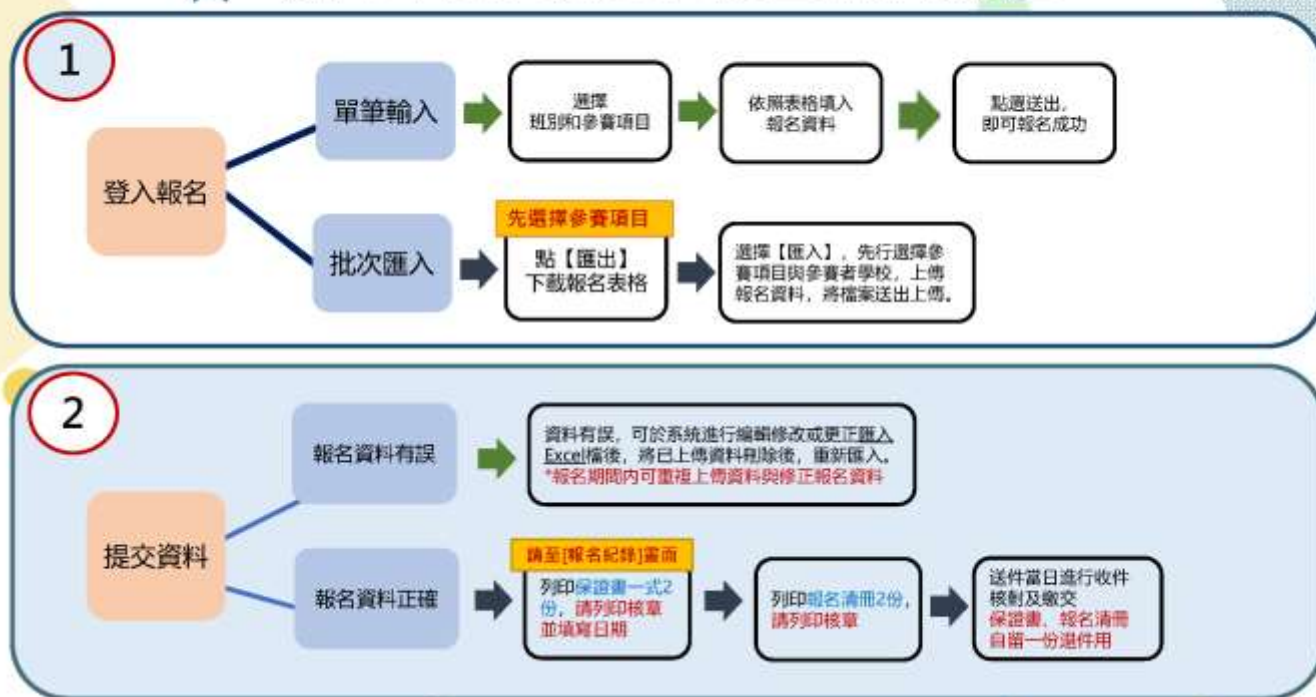 1
登入報名
單筆輸入
選擇
班別和參賽項目
依照表格填入
報名資料
點選送出，
即可報名成功
批次匯入
先選擇參賽項目
點【匯出】
下載報名表格
選擇【匯入】，先行選擇參
賽項目與參賽者學校，上傳
報名資料，將檔案送出上傳。
2
提交資料
報名資料有誤
資料有誤，可於系統進行編輯修改或更正匯入
Excel檔後，將已上傳資料刪除後，重新匯入。
*報名期間內可重複上傳資料與修正報名資料
報名資料正確
請至[報名紀錄]畫面
列印保證書一式2
份，請列印核章
並填寫日期
列印報名清冊2份，
請列印核章
送件當日進行收件
核對及繳交
保證書、報名清冊
自留一份退件用